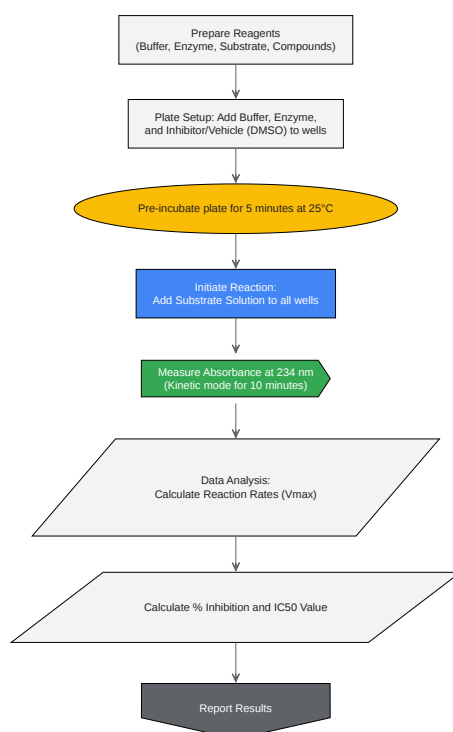 Prepare Reagents
(Buffer, Enzyme, Substrate, Compounds)
Plate Setup: Add Buffer, Enzyme,
and Inhibitor/Vehicle (DMSO) to wells
Pre-incubate plate for 5 minutes at 25°C
Initiate Reaction:
Add Substrate Solution to all wells
Measure Absorbance at 234 nm
(Kinetic mode for 10 minutes)
Data Analysis:
Calculate Reaction Rates (Vmax)
Calculate % Inhibition and IC50 Value
Report Results